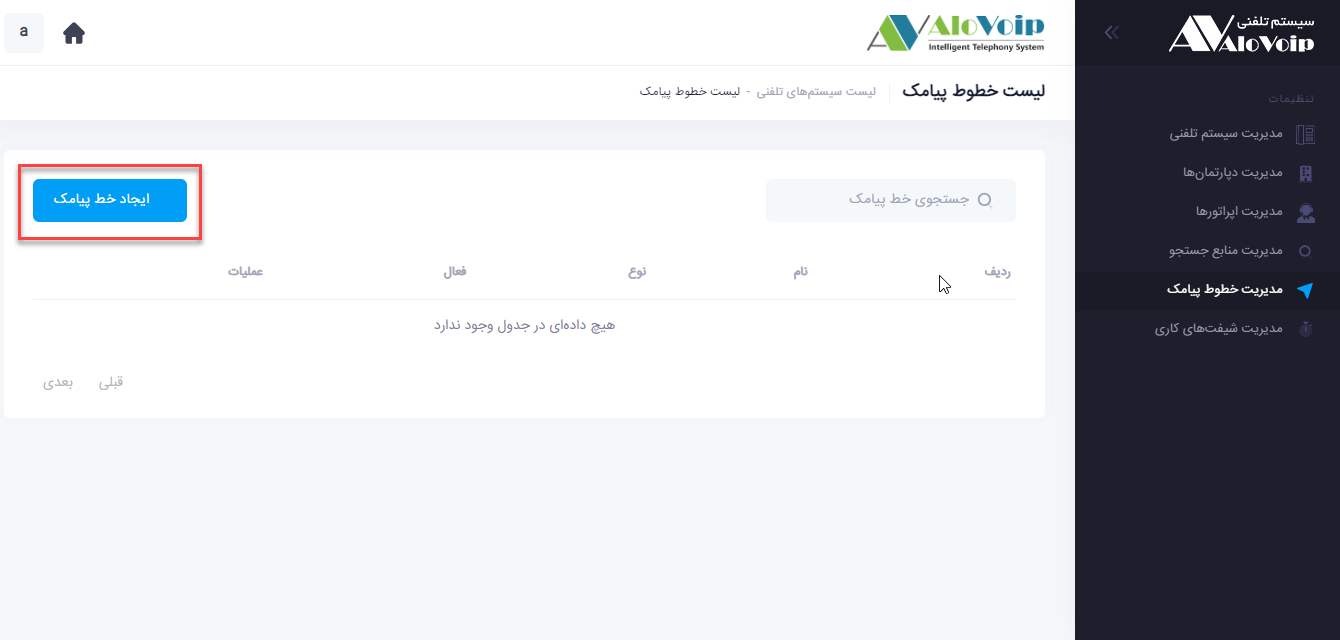 سیستم تلفنی
AloVoip
تنظیمات
مدیریت سیستم تلفنی
مدیریت دپارتمان‌ها
مدیریت اپراتورها
مدیریت منابع جستجو
مدیریت خطوط پیامک
مدیریت شیفت‌های کاری
AloVoip
Intelligent Telephony System
a
لیست خطوط پیامک
لیست سیستم‌های تلفنی - لیست خطوط پیامک
جستجوی خط پیامک
ایجاد خط پیامک
ردیف نام نوع فعال عملیات
هیچ داده‌ای در جدول وجود ندارد
قبلی بعدی